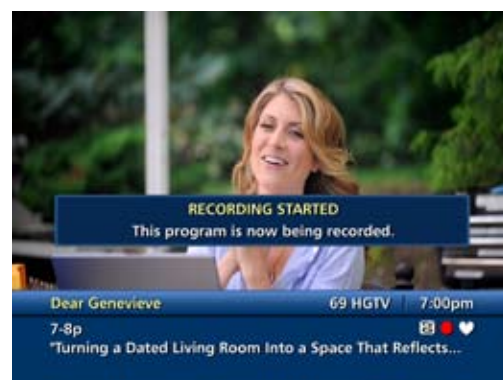 RECORDING STARTED
This program is now being recorded.
Dear Genevieve 69 HGTV 7:00pm
7-8p
"Turning a Dated Living Room Into a Space That Reflects...